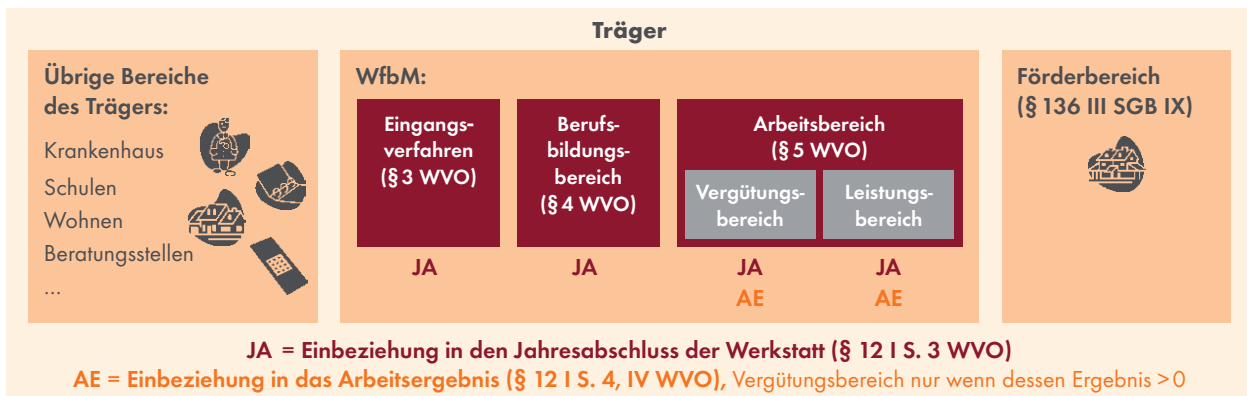 Träger
Übrige Bereiche
des Trägers:
Krankenhaus
Schulen
Wohnen
Beratungsstellen
...
WfbM:
Eingangs-
verfahren
(§ 3 WVO)
JA
Berufs-
bildungs-
bereich
(§ 4 WVO)
JA
Arbeitsbereich
(§ 5 WVO)
Vergütungs-
bereich
JA
AE
Leistungs-
bereich
JA
AE
Förderbereich
(§ 136 III SGB IX)
JA = Einbeziehung in den Jahresabschluss der Werkstatt (§ 12 I S. 3 WVO)
AE = Einbeziehung in das Arbeitsergebnis (§ 12 I S. 4, IV WVO), Vergütungsbereich nur wenn dessen Ergebnis > 0